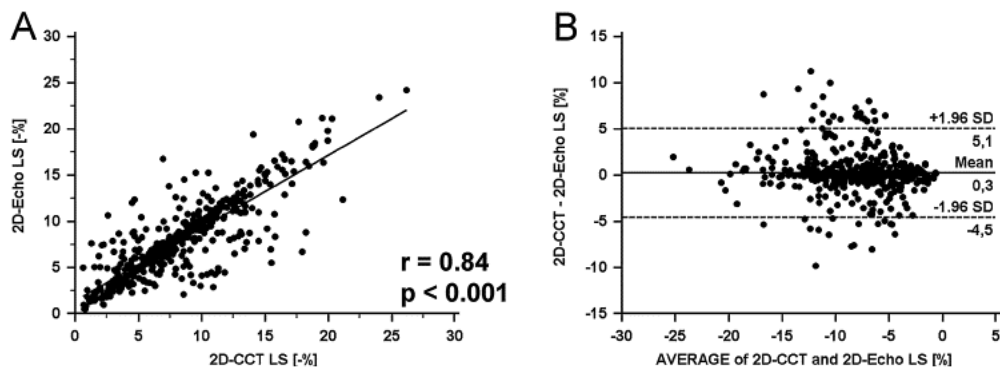 A
2D-Echo LS [-%]
30
25
20
15
10
5
0
0 5 10 15 20 25 30
2D-CCT LS [-%]
r = 0.84
p < 0.001
B
2D-CCT - 2D-Echo LS [%]
15
10
5
0
-5
-10
-15
-30 -25 -20 -15 -10 -5 0 5
AVERAGE of 2D-CCT and 2D-Echo LS [%]
+1.96 SD
5,1
Mean
0,3
-1.96 SD
-4,5